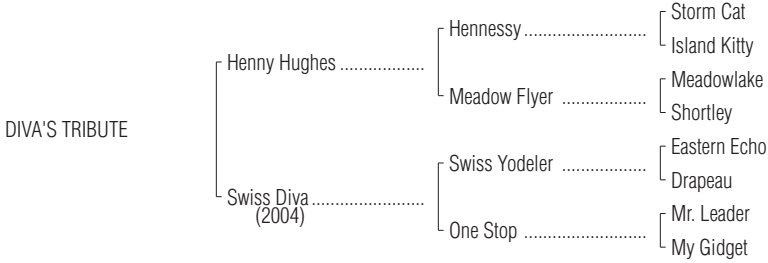 Storm Cat
Hennessy ..........................
Island Kitty
Henny Hughes ..................
Meadowlake
Meadow Flyer ..................
Shortley
DIVA'S TRIBUTE
Eastern Echo
Swiss Yodeler ..................
Drapeau
Swiss Diva ........................
(2004)
Mr. Leader
One Stop ..........................
My Gidget